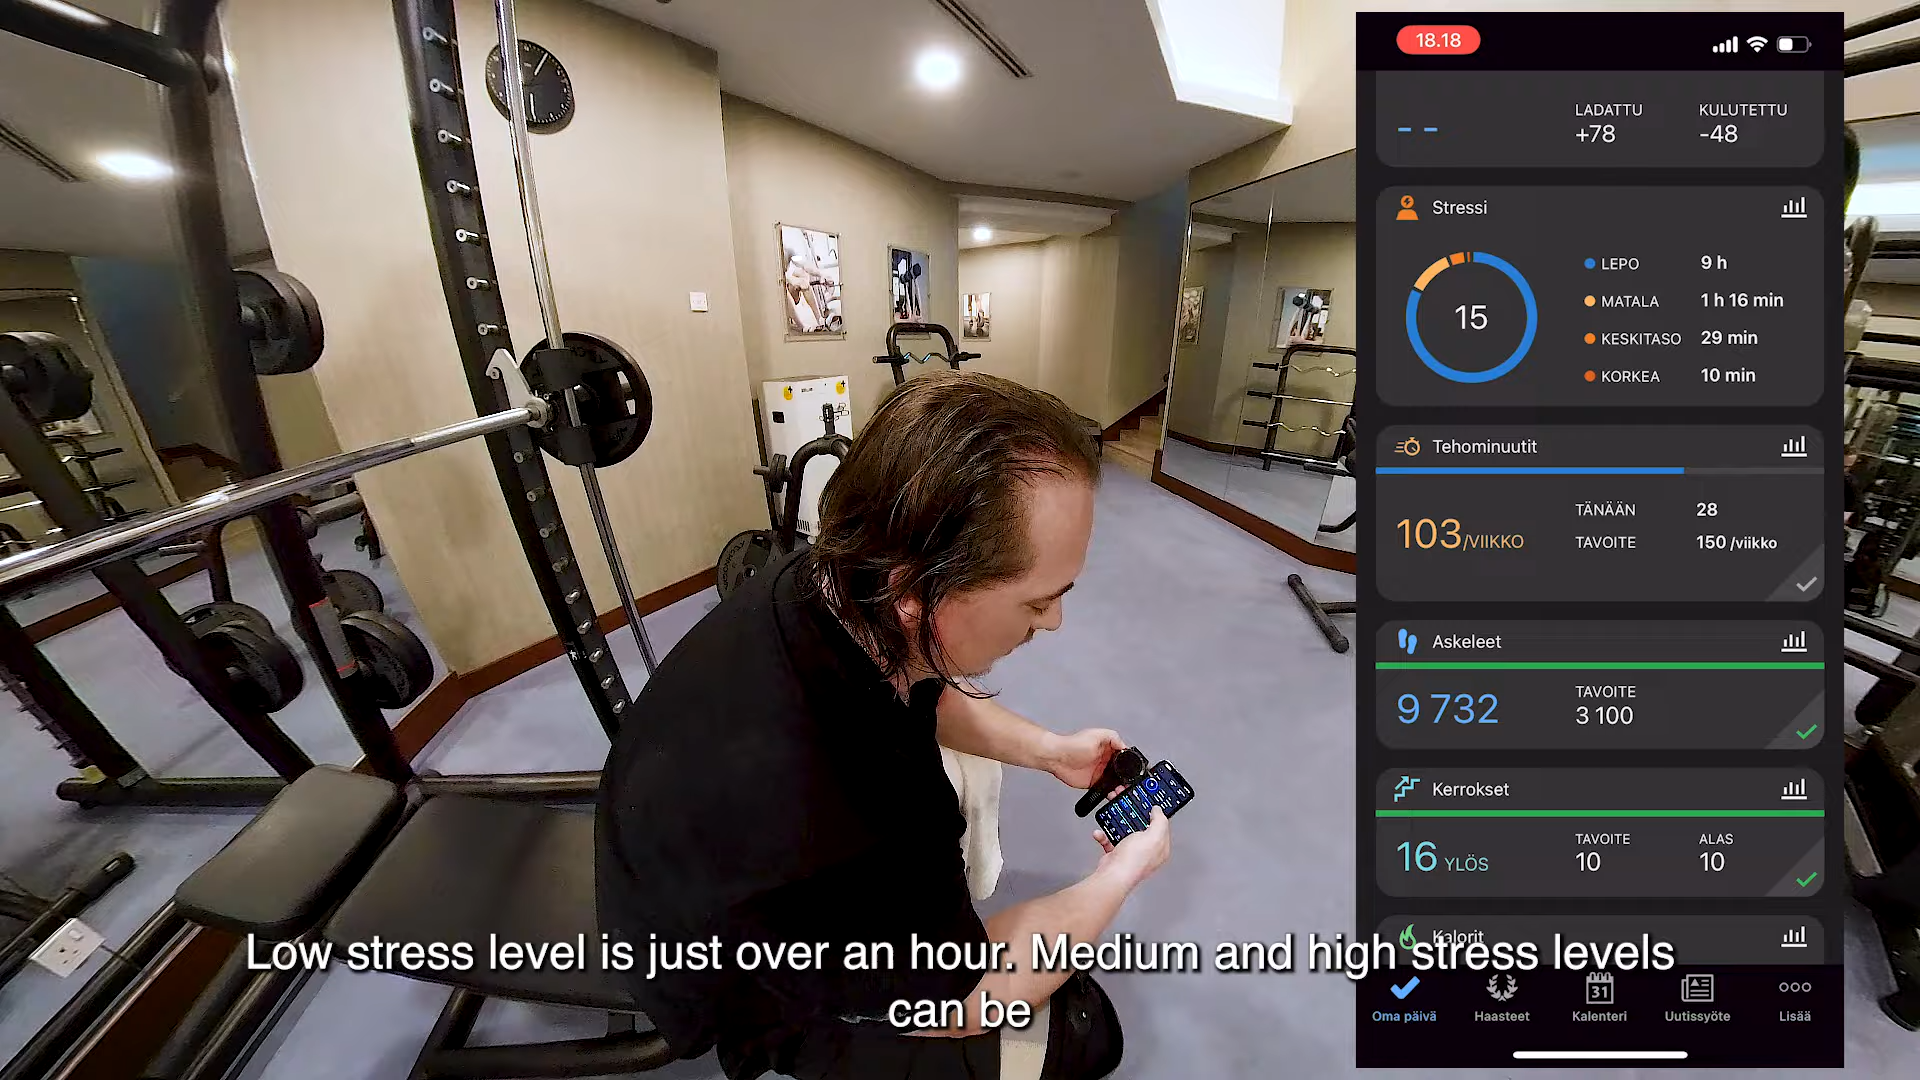 18.18
LADATTU
+78
KULUTETTU
-48
- -
Stressi
15
LEPO 9 h
MATALA 1 h 16 min
KESKITASO 29 min
KORKEA 10 min
Tehominuutit
103/VIIKKO
TÄNÄÄN 28
TAVOITE 150 /viikko
Askeleet
9 732
TAVOITE
3 100
Kerrokset
16 YLÖS
TAVOITE
10
ALAS
10
Kalorit
Low stress level is just over an hour. Medium and high stress levels
can be
31
Oma päivä
Haasteet
Kalenteri
Uutissyöte
Lisää